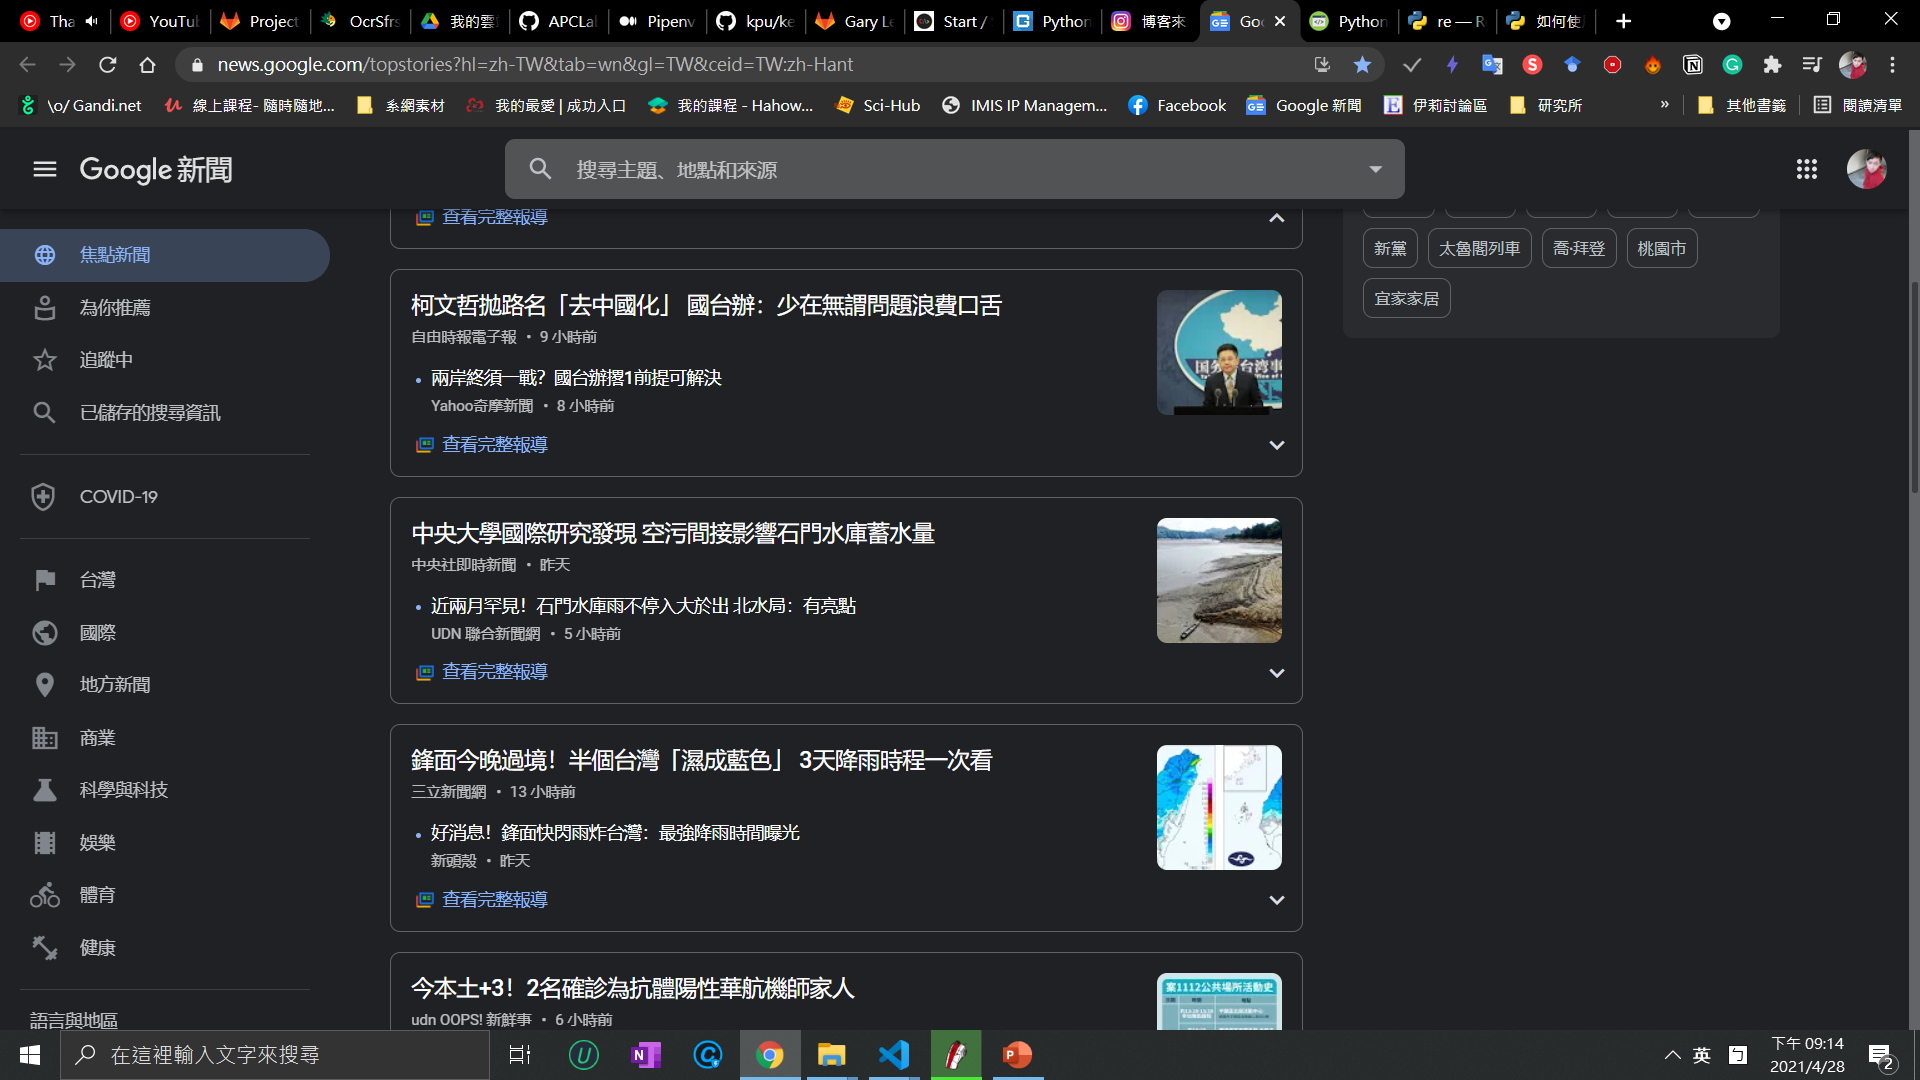 Tha
YouTub
Project
OcrSfrs
我的雲
APCLa
Pipenv
kpu/ke
Gary Le
Start /
Python
博客來
Goo
Python
re — R
如何使
news.google.com/topstories?hl=zh-TW&tab=wn&gl=TW&ceid=TW:zh-Hant
\o/ Gandi.net
線上課程- 隨時隨地...
系網素材
我的最愛 | 成功入口
我的課程 - Hahow...
Sci-Hub
IMIS IP Managem...
Facebook
Google 新聞
伊莉討論區
研究所
»
其他書籤
閱讀清單
Google 新聞
搜尋主題、地點和來源
焦點新聞
為你推薦
追蹤中
已儲存的搜尋資訊
COVID-19
台灣
國際
地方新聞
商業
科學與科技
娛樂
體育
健康
語言與地區
查看完整報導
柯文哲拋路名「去中國化」 國台辦：少在無謂問題浪費口舌
自由時報電子報 • 9 小時前
兩岸終須一戰？國台辦撂1前提可解決
Yahoo奇摩新聞 • 8 小時前
查看完整報導
中央大學國際研究發現 空污間接影響石門水庫蓄水量
中央社即時新聞 • 昨天
近兩月罕見！石門水庫雨不停入大於出 北水局：有亮點
UDN 聯合新聞網 • 5 小時前
查看完整報導
鋒面今晚過境！半個台灣「濕成藍色」 3天降雨時程一次看
三立新聞網 • 13 小時前
好消息！鋒面快閃雨炸台灣：最強降雨時間曝光
新頭殼 • 昨天
查看完整報導
今本土+3！2名確診為抗體陽性華航機師家人
udn OOPS! 新鮮事 • 6 小時前
案1112公共場所活動史
新黨
太魯閣列車
喬·拜登
桃園市
宜家家居
在這裡輸入文字來搜尋
英
下午 09:14
2021/4/28
2